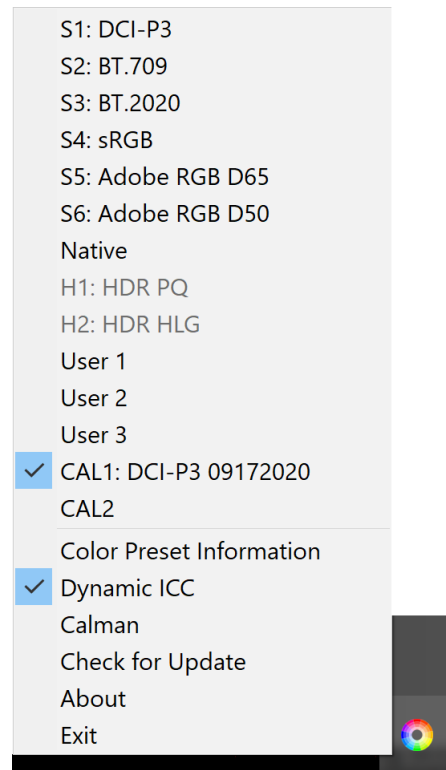 S1: DCI-P3
S2: BT.709
S3: BT.2020
S4: sRGB
S5: Adobe RGB D65
S6: Adobe RGB D50
Native
H1: HDR PQ
H2: HDR HLG
User 1
User 2
User 3
CAL1: DCI-P3 09172020
CAL2
Color Preset Information
Dynamic ICC
Calman
Check for Update
About
Exit